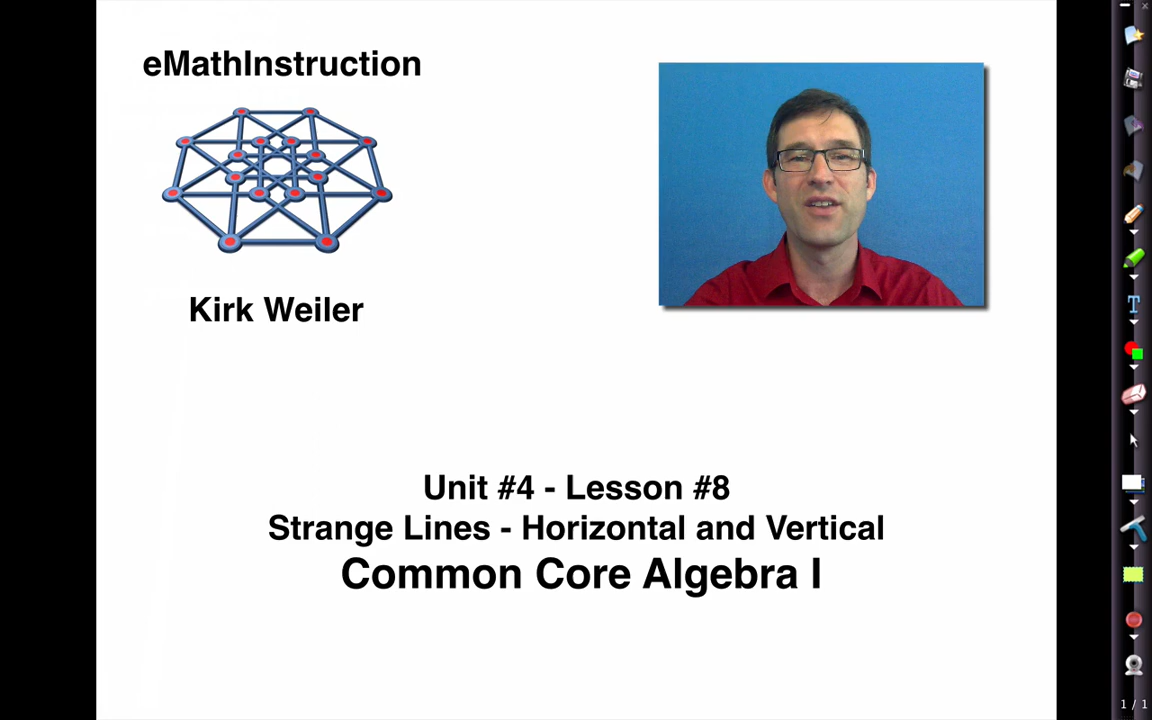 eMathInstruction
Kirk Weiler
Unit #4 - Lesson #8
Strange Lines - Horizontal and Vertical
Common Core Algebra I
T
1 / 1